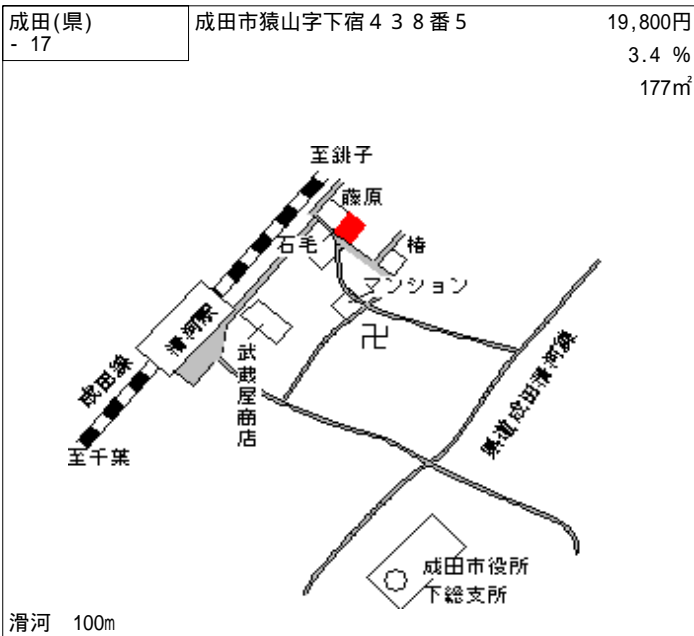 成田(県)
- 17
成田市猿山字下宿４３８番５
19,800円
3.4 %
177㎡
至銚子
藤原
石毛
椿
マンション
卍
滑河駅
武蔵屋商店
成田線
至千葉
県道成田滑河線
成田市役所
下総支所
滑河 100m